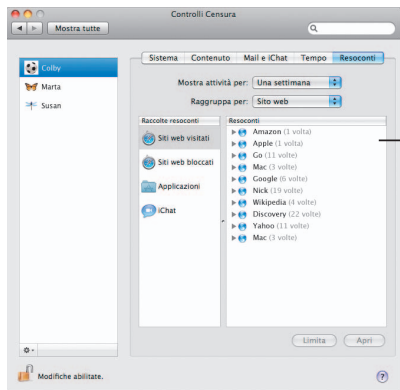 Controlli Censura
Mostra tutte
Sistema Contenuto Mail e iChat Tempo Resoconti
Colby
Marta
Susan
Mostra attività per: Una settimana
Raggruppa per: Sito web
Raccolte resoconti
Siti web visitati
Siti web bloccati
Applicazioni
iChat
Resoconti
Amazon (1 volta)
Apple (1 volta)
Go (11 volte)
Mac (3 volte)
Google (6 volte)
Nick (19 volte)
Wikipedia (4 volte)
Discovery (22 volte)
Yahoo (11 volte)
Mac (3 volte)
Limita Apri
Modifiche abilitate.
?